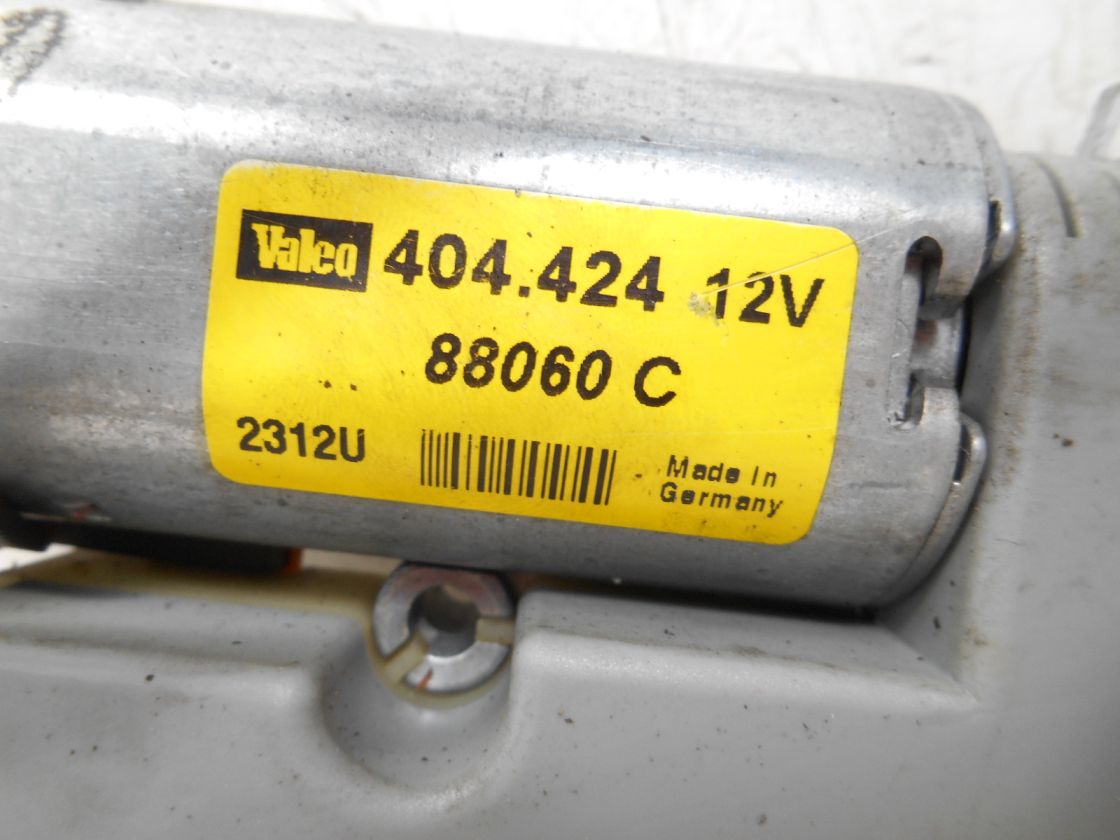 Valeo 404.424 12V
88060 C
2312U
Made in
Germany